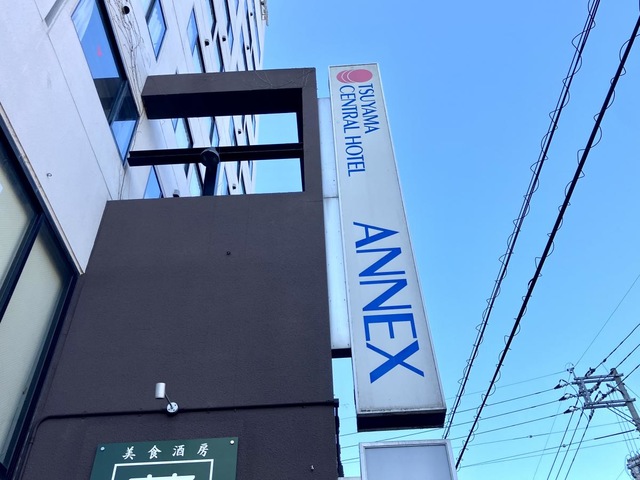 TSUYAMA
CENTRAL HOTEL
ANNEX
美食酒房